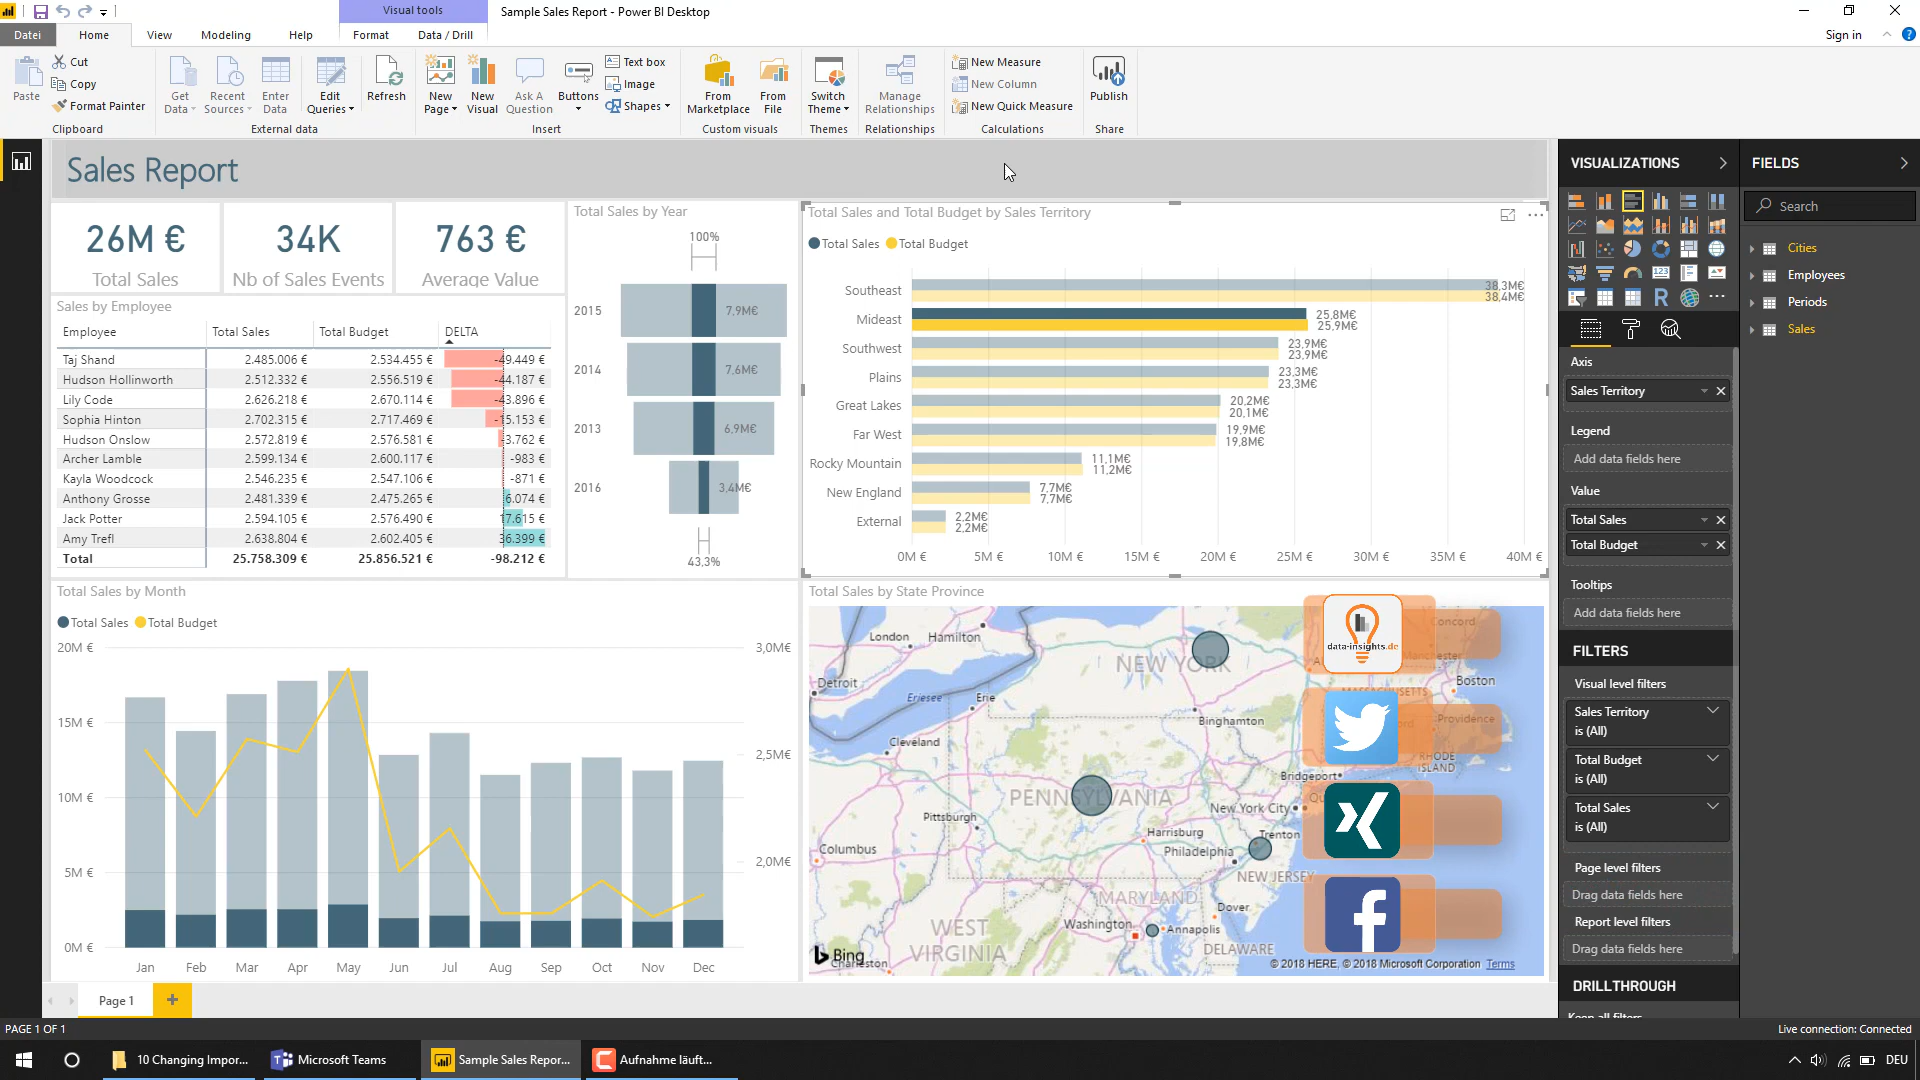 Visual tools
Sample Sales Report - Power BI Desktop
Datei Home View Modeling Help Format Data / Drill
Sign in
Paste
Cut
Copy
Format Painter
Clipboard
Get Data
Recent Sources
Enter Data
Edit Queries
Refresh
External data
New Page
New Visual
Ask A Question
Buttons
Text box
Image
Shapes
Insert
From Marketplace
From File
Custom visuals
Switch Theme
Themes
Manage Relationships
Relationships
New Measure
New Column
New Quick Measure
Calculations
Publish
Share
Sales Report
26M €
Total Sales
34K
Nb of Sales Events
763 €
Average Value
Sales by Employee
Employee Total Sales Total Budget DELTA
Taj Shand 2.485.006 € 2.534.455 € -49.449 €
Hudson Hollinworth 2.512.332 € 2.556.519 € -44.187 €
Lily Code 2.626.218 € 2.670.114 € -43.896 €
Sophia Hinton 2.702.315 € 2.717.469 € -15.153 €
Hudson Onslow 2.572.819 € 2.576.581 € -3.762 €
Archer Lamble 2.599.134 € 2.600.117 € -983 €
Kayla Woodcock 2.546.235 € 2.547.106 € -871 €
Anthony Grosse 2.481.339 € 2.475.265 € 6.074 €
Jack Potter 2.594.105 € 2.576.490 € 17.615 €
Amy Trefl 2.638.804 € 2.602.405 € 36.399 €
Total 25.758.309 € 25.856.521 € -98.212 €
Total Sales by Year
100%
2015 7,9M€
2014 7,6M€
2013 6,9M€
2016 3,4M€
43,3%
Total Sales and Total Budget by Sales Territory
Total Sales Total Budget
Southeast 38,3M€
38,4M€
Mideast 25,8M€
25,9M€
Southwest 23,9M€
23,9M€
Plains 23,3M€
23,3M€
Great Lakes 20,2M€
20,1M€
Far West 19,9M€
19,8M€
Rocky Mountain 11,1M€
11,2M€
New England 7,7M€
7,7M€
External 2,2M€
2,2M€
0M € 5M € 10M € 15M € 20M € 25M € 30M € 35M € 40M €
Total Sales by Month
Total Sales Total Budget
20M € 3,0M€
15M €
2,5M€
10M €
5M € 2,0M€
0M €
Jan Feb Mar Apr May Jun Jul Aug Sep Oct Nov Dec
Total Sales by State Province
London Hamilton
NEW YORK
Concord
Manchester
data-insights.de
MASSACHUSETTS
Boston
Detroit
Eriesee Erie
Binghamton
Providence
Cleveland
RHODE ISLAND
Bridgeport
PENNSYLVANIA
New York City
Pittsburgh
Harrisburg
Trenton
Columbus
Philadelphia
NEW JERSEY
MARYLAND
Dover
Washington
Annapolis
WEST VIRGINIA
DELAWARE
Bing
Charleston
© 2018 HERE, © 2018 Microsoft Corporation Terms
VISUALIZATIONS
R
123
Axis
Sales Territory
Legend
Add data fields here
Value
Total Sales
Total Budget
Tooltips
Add data fields here
FILTERS
Visual level filters
Sales Territory
is (All)
Total Budget
is (All)
Total Sales
is (All)
Page level filters
Drag data fields here
Report level filters
Drag data fields here
DRILLTHROUGH
Keep all filters
FIELDS
Search
Cities
Employees
Periods
Sales
Page 1
PAGE 1 OF 1
Live connection: Connected
10 Changing Impor...
Microsoft Teams
Sample Sales Repor...
Aufnahme läuft...
DEU